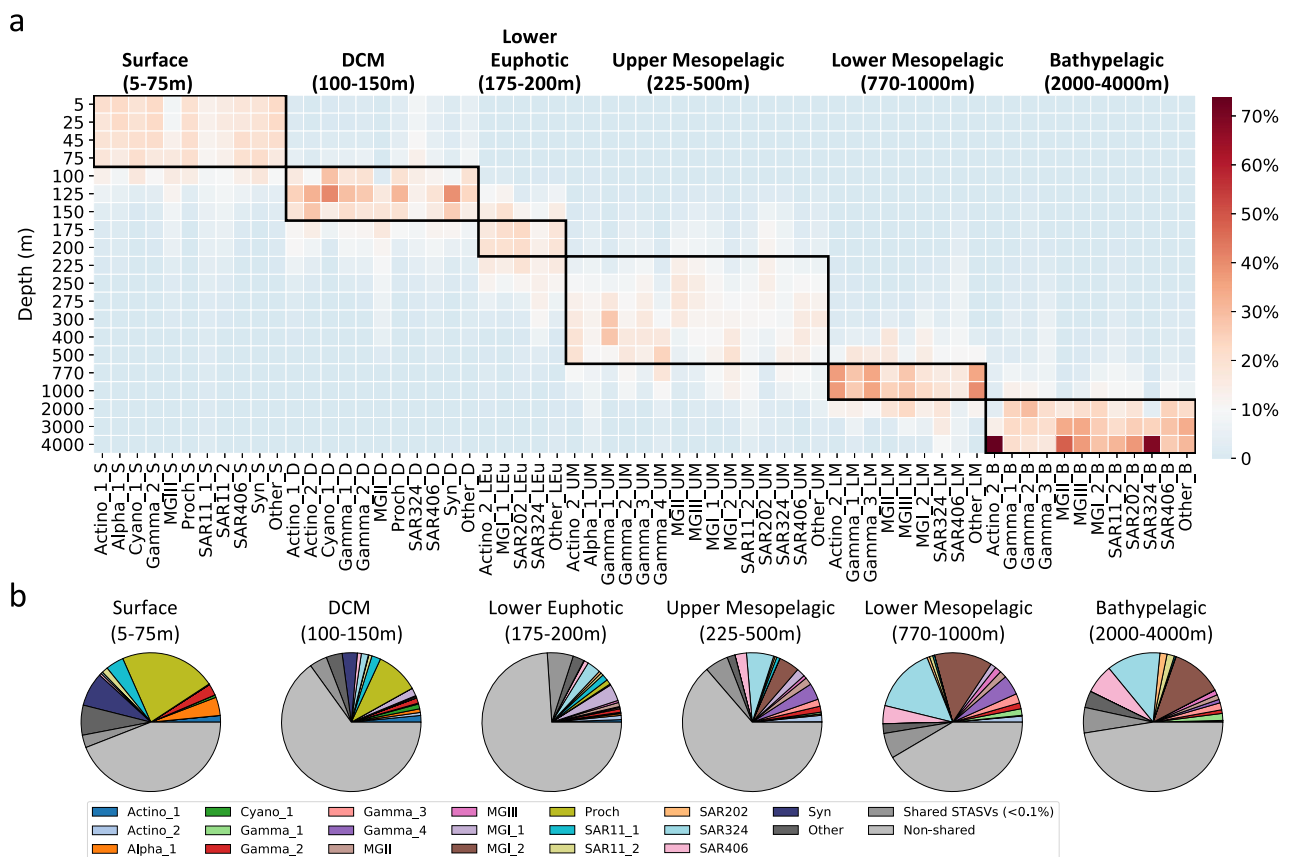 a
Surface
(5-75m)
DCM
(100-150m)
Lower
Euphotic
(175-200m)
Upper Mesopelagic
(225-500m)
Lower Mesopelagic
(770-1000m)
Bathypelagic
(2000-4000m)
Depth (m)
5
25
45
75
100
125
150
175
200
225
250
275
300
400
500
770
1000
2000
3000
4000
70%
60%
50%
40%
30%
20%
10%
0
Actino_1_S
Alpha_1_S
Cyano_1_S
Gamma_2_S
MGIII_S
Proch_S
SAR11_1_S
SAR11_2
SAR406_S
Syn_S
Other_S
Actino_1_D
Actino_2_D
Cyano_1_D
Gamma_1_D
Gamma_2_D
MGII_D
Proch_D
SAR324_D
SAR406_D
Syn_D
Other_D
Actino_2_LEu
MGI_1_LEu
SAR202_LEu
SAR324_LEu
Other_LEu
Actino_2_UM
Alpha_1_UM
Gamma_1_UM
Gamma_2_UM
Gamma_3_UM
Gamma_4_UM
MGII_UM
MGIII_UM
MGI_1_UM
MGI_2_UM
SAR11_2_UM
SAR202_UM
SAR324_UM
SAR406_UM
Other_UM
Actino_2_LM
Gamma_1_LM
Gamma_3_LM
MGII_LM
MGIII_LM
MGI_2_LM
SAR324_LM
SAR406_LM
Other_LM
Actino_2_B
Gamma_1_B
Gamma_2_B
Gamma_3_B
MGII_B
MGIII_B
MGI_2_B
SAR11_2_B
SAR202_B
SAR324_B
SAR406_B
Other_B
b
Surface
(5-75m)
DCM
(100-150m)
Lower Euphotic
(175-200m)
Upper Mesopelagic
(225-500m)
Lower Mesopelagic
(770-1000m)
Bathypelagic
(2000-4000m)
Actino_1
Actino_2
Alpha_1
Cyano_1
Gamma_1
Gamma_2
Gamma_3
Gamma_4
MGII
MGIII
MGI_1
MGI_2
Proch
SAR11_1
SAR11_2
SAR202
SAR324
SAR406
Syn
Other
Shared STASVs (<0.1%)
Non-shared